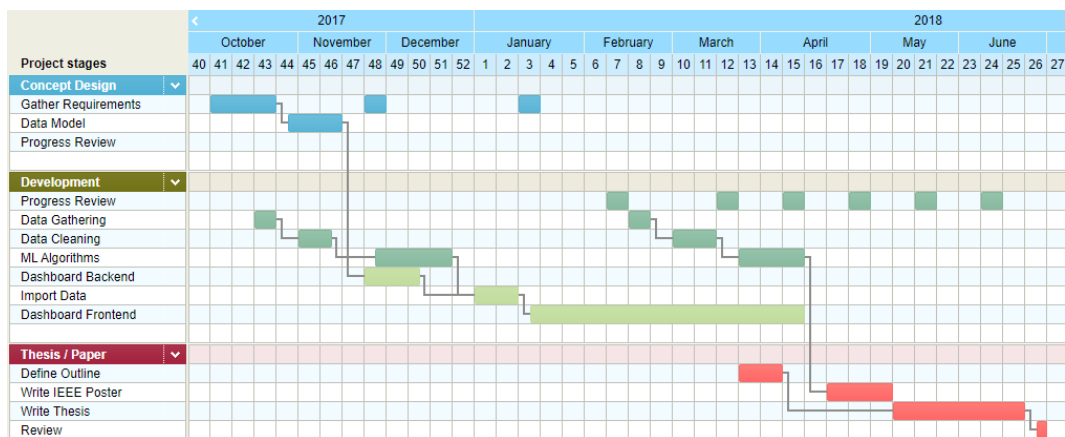 2017 2018
October November December January February March April May June
Project stages 40 41 42 43 44 45 46 47 48 49 50 51 52 1 2 3 4 5 6 7 8 9 10 11 12 13 14 15 16 17 18 19 20 21 22 23 24 25 26 27
Concept Design
Gather Requirements
Data Model
Progress Review
Development
Progress Review
Data Gathering
Data Cleaning
ML Algorithms
Dashboard Backend
Import Data
Dashboard Frontend
Thesis / Paper
Define Outline
Write IEEE Poster
Write Thesis
Review